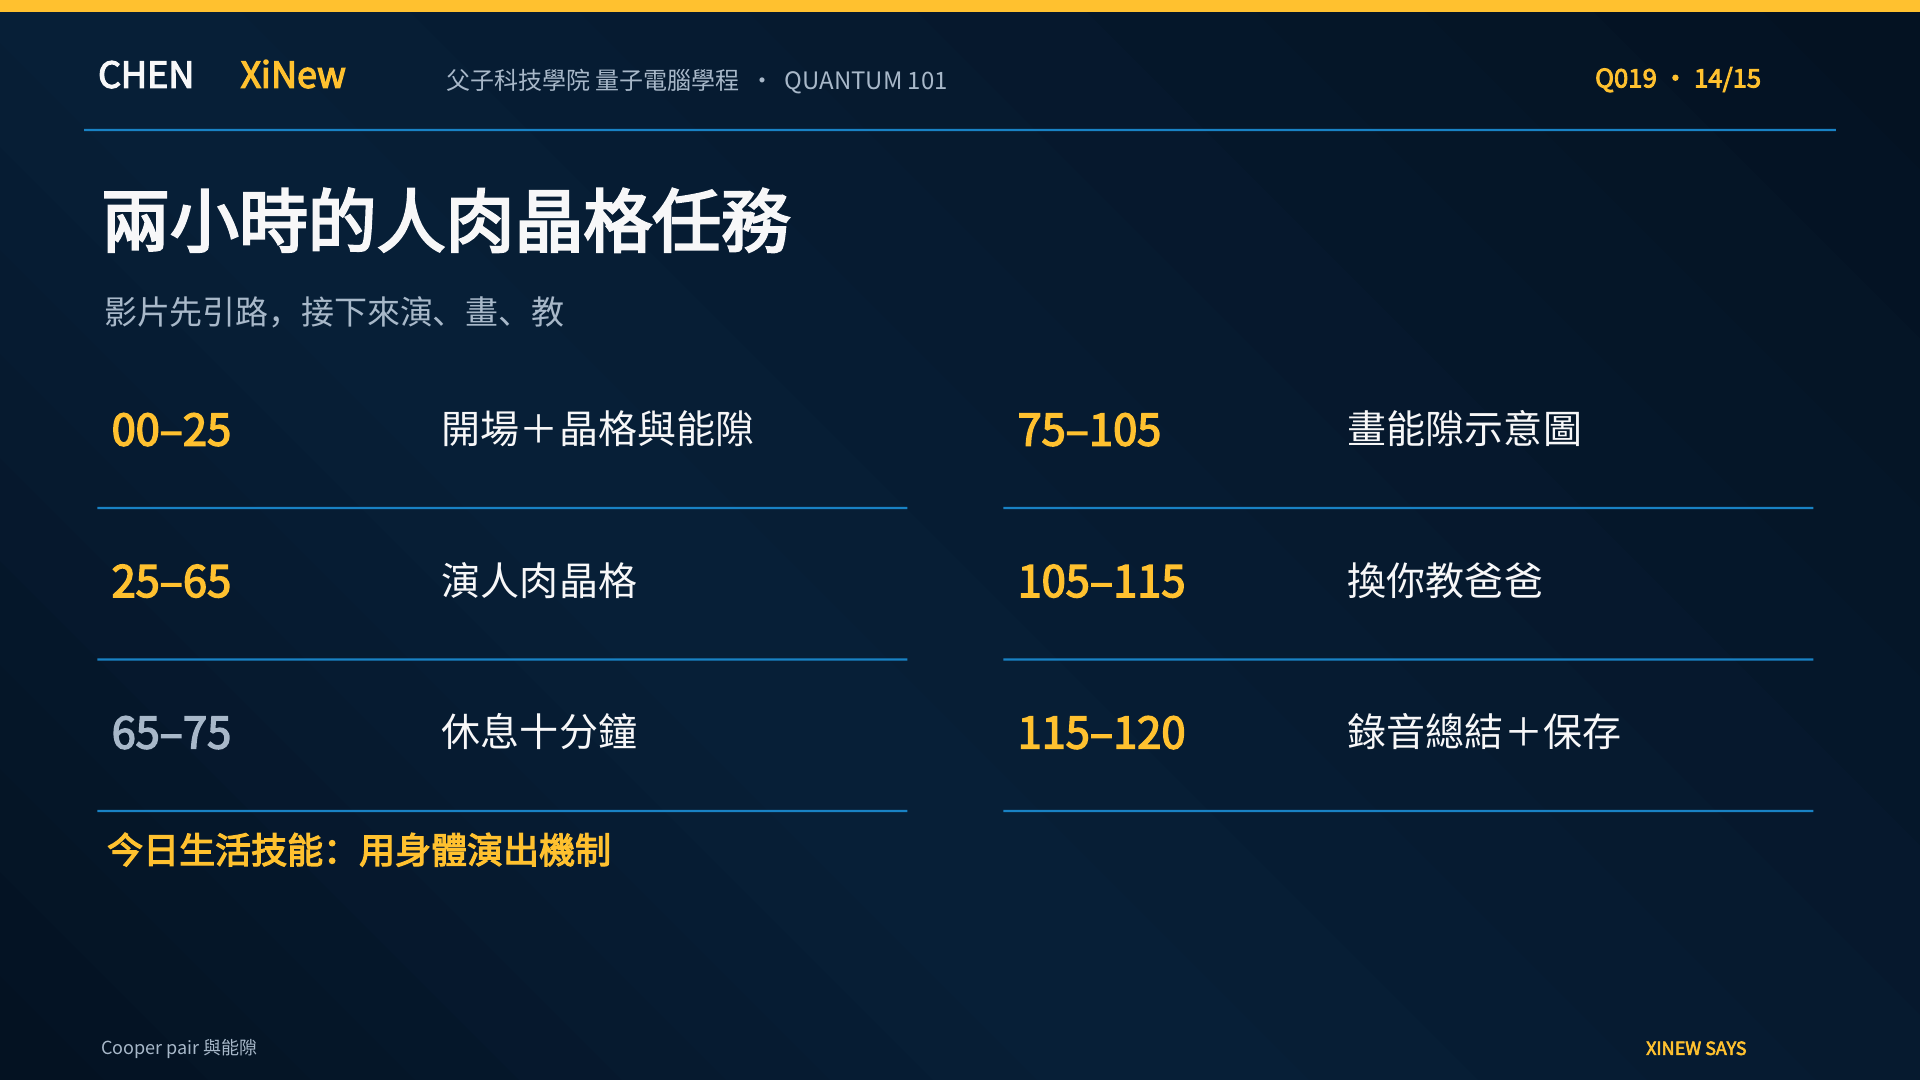 CHEN XiNew 父子科技學院 量子電腦學程 · QUANTUM 101 Q019 · 14/15
兩小時的人肉晶格任務
影片先引路，接下來演、畫、教
00–25 開場＋晶格與能隙
25–65 演人肉晶格
65–75 休息十分鐘
75–105 畫能隙示意圖
105–115 換你教爸爸
115–120 錄音總結＋保存
今日生活技能：用身體演出機制
Cooper pair 與能隙 XINEW SAYS